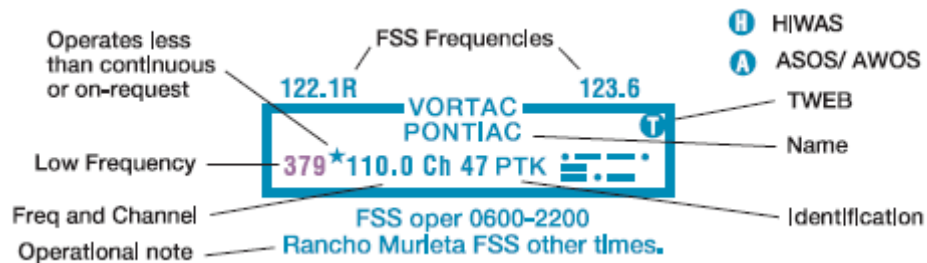 Operates less
than continuous
or on-request
FSS Frequencies
H HIWAS
A ASOS/ AWOS
122.1R
123.6
TWEB
VORTAC
PONTIAC
T
Name
Low Frequency
379★110.0 Ch 47 PTK
Freq and Channel
Identification
FSS oper 0600–2200
Operational note
Rancho Murieta FSS other times.